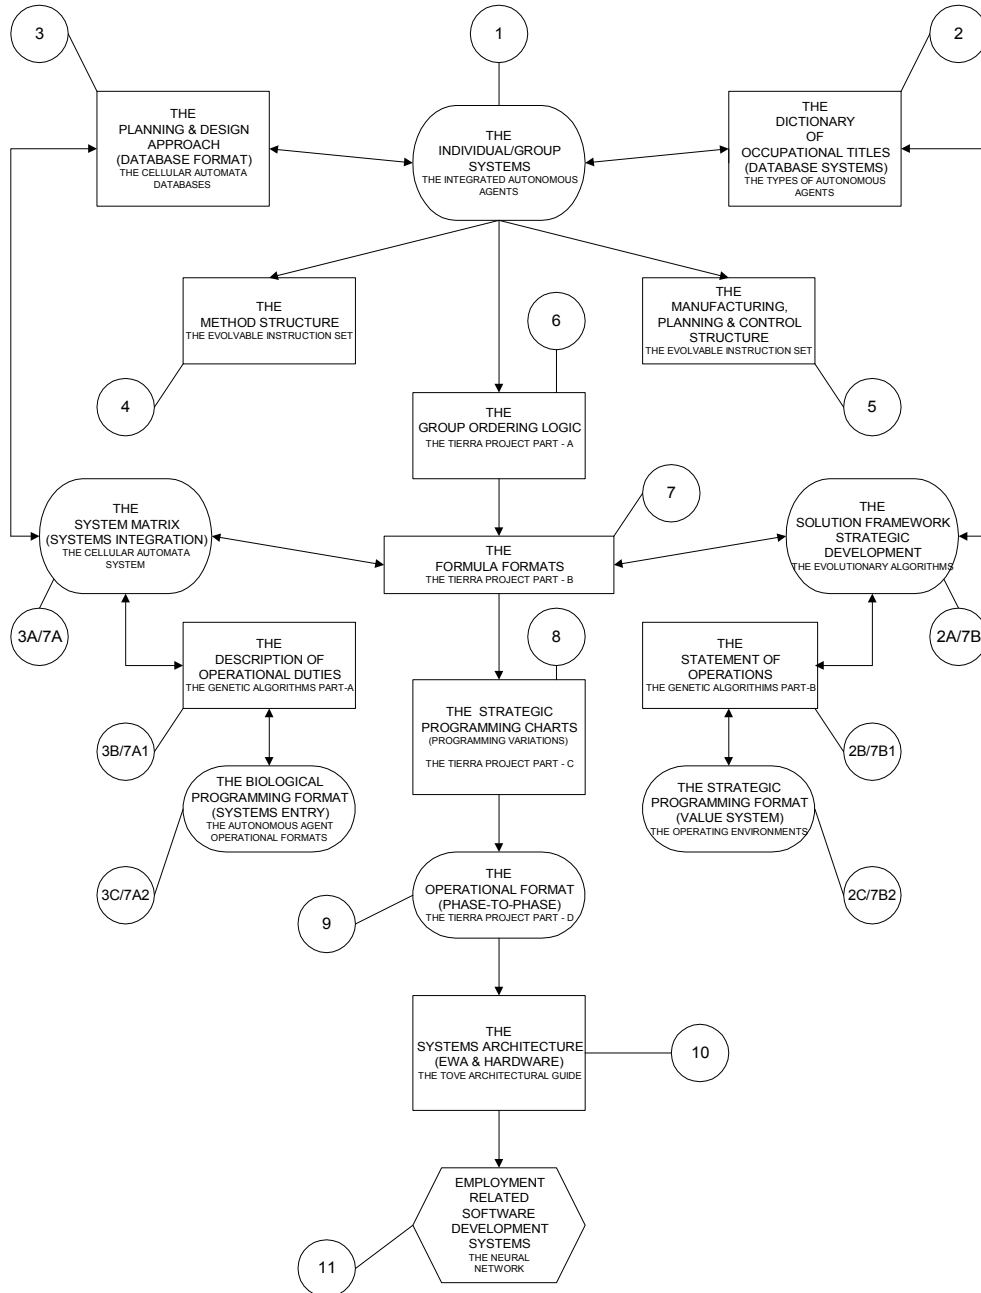 3
1
2
THE
PLANNING & DESIGN
APPROACH
(DATABASE FORMAT)
THE CELLULAR AUTOMATA
DATABASES
THE
INDIVIDUAL/GROUP
SYSTEMS
THE INTEGRATED AUTONOMOUS
AGENTS
THE
DICTIONARY
OF
OCCUPATIONAL TITLES
(DATABASE SYSTEMS)
THE TYPES OF AUTONOMOUS
AGENTS
THE
METHOD STRUCTURE
THE EVOLVABLE INSTRUCTION SET
6
THE
MANUFACTURING,
PLANNING & CONTROL
STRUCTURE
THE EVOLVABLE INSTRUCTION SET
4
THE
GROUP ORDERING LOGIC
THE TIERRA PROJECT PART - A
5
THE
SYSTEM MATRIX
(SYSTEMS INTEGRATION)
THE CELLULAR AUTOMATA
SYSTEM
7
THE
FORMULA FORMATS
THE TIERRA PROJECT PART - B
THE
SOLUTION FRAMEWORK
STRATEGIC
DEVELOPMENT
THE EVOLUTIONARY ALGORITHMS
3A/7A
8
2A/7B
THE
DESCRIPTION OF
OPERATIONAL DUTIES
THE GENETIC ALGORITHMS PART-A
THE STRATEGIC
PROGRAMMING CHARTS
(PROGRAMMING VARIATIONS)
THE TIERRA PROJECT PART - C
THE
STATEMENT OF
OPERATIONS
THE GENETIC ALGORITHIMS PART-B
3B/7A1
2B/7B1
THE BIOLOGICAL
PROGRAMMING FORMAT
(SYSTEMS ENTRY)
THE AUTONOMOUS AGENT
OPERATIONAL FORMATS
THE STRATEGIC
PROGRAMMING FORMAT
(VALUE SYSTEM)
THE OPERATING ENVIRONMENTS
3C/7A2
THE
OPERATIONAL FORMAT
(PHASE-TO-PHASE)
THE TIERRA PROJECT PART - D
2C/7B2
9
THE
SYSTEMS ARCHITECTURE
(EWA & HARDWARE)
THE TOVE ARCHITECTURAL GUIDE
10
EMPLOYMENT
RELATED
SOFTWARE
DEVELOPMENT
SYSTEMS
THE NEURAL
NETWORK
11